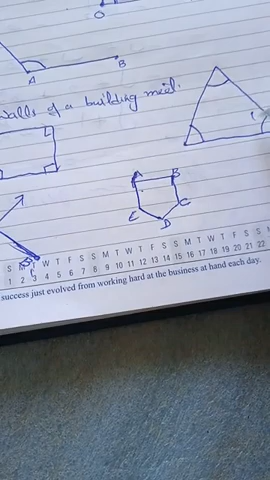 O
A B
Walls of a building meet.
A B
E C
D
S M T W T F S S M T W T F S S M T W T F S S
1 2 3 4 5 6 7 8 9 10 11 12 13 14 15 16 17 18 19 20 21 22
success just evolved from working hard at the business at hand each day.